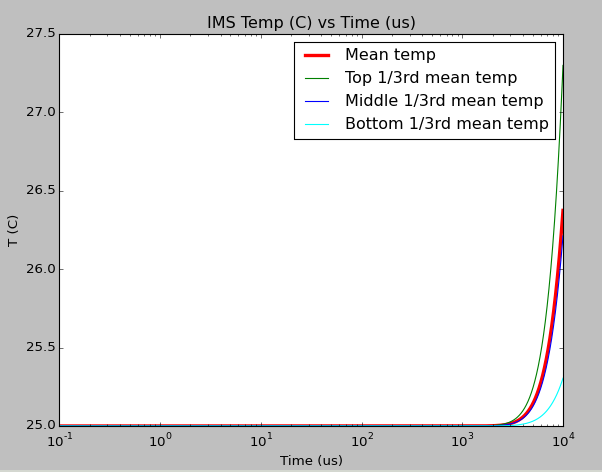 IMS Temp (C) vs Time (us)
27.5
27.0
26.5
26.0
25.5
25.0
T (C)
Mean temp
Top 1/3rd mean temp
Middle 1/3rd mean temp
Bottom 1/3rd mean temp
10⁻¹ 10⁰ 10¹ 10² 10³ 10⁴
Time (us)